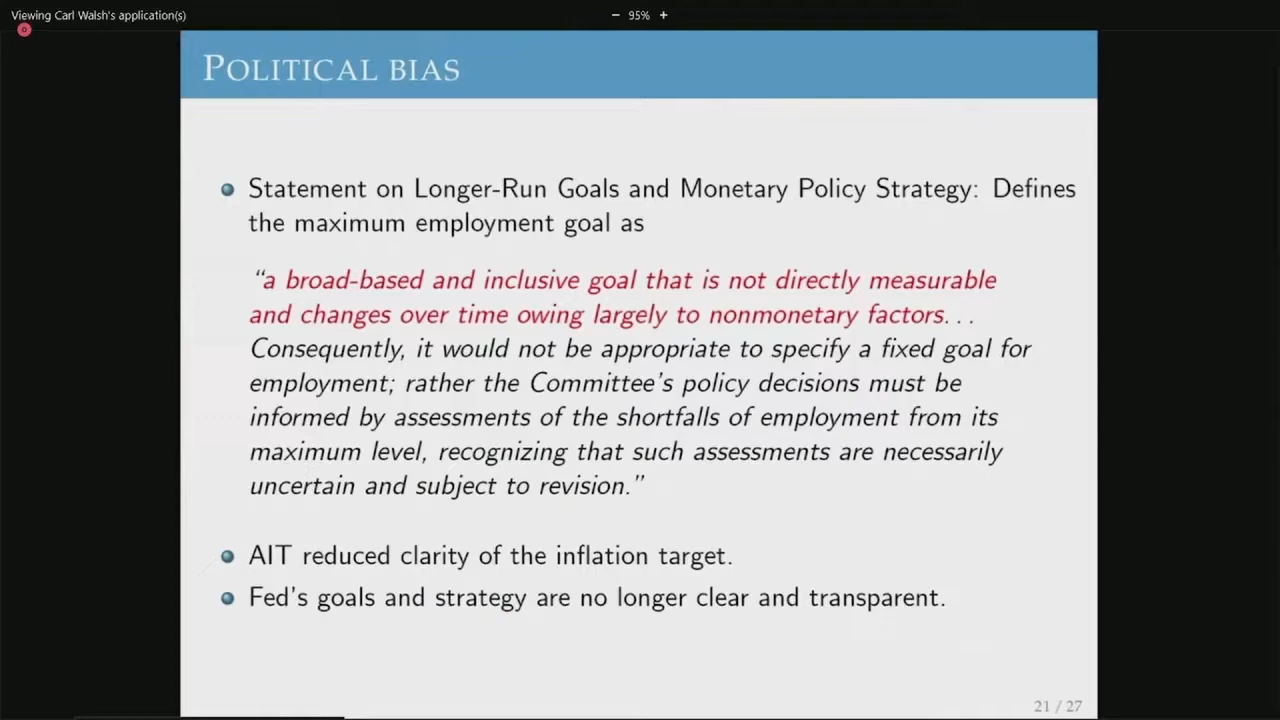 Viewing Carl Walsh's application(s)
− 95% +
POLITICAL BIAS
Statement on Longer-Run Goals and Monetary Policy Strategy: Defines
the maximum employment goal as
“a broad-based and inclusive goal that is not directly measurable
and changes over time owing largely to nonmonetary factors. . .
Consequently, it would not be appropriate to specify a fixed goal for
employment; rather the Committee’s policy decisions must be
informed by assessments of the shortfalls of employment from its
maximum level, recognizing that such assessments are necessarily
uncertain and subject to revision.”
AIT reduced clarity of the inflation target.
Fed’s goals and strategy are no longer clear and transparent.
21 / 27